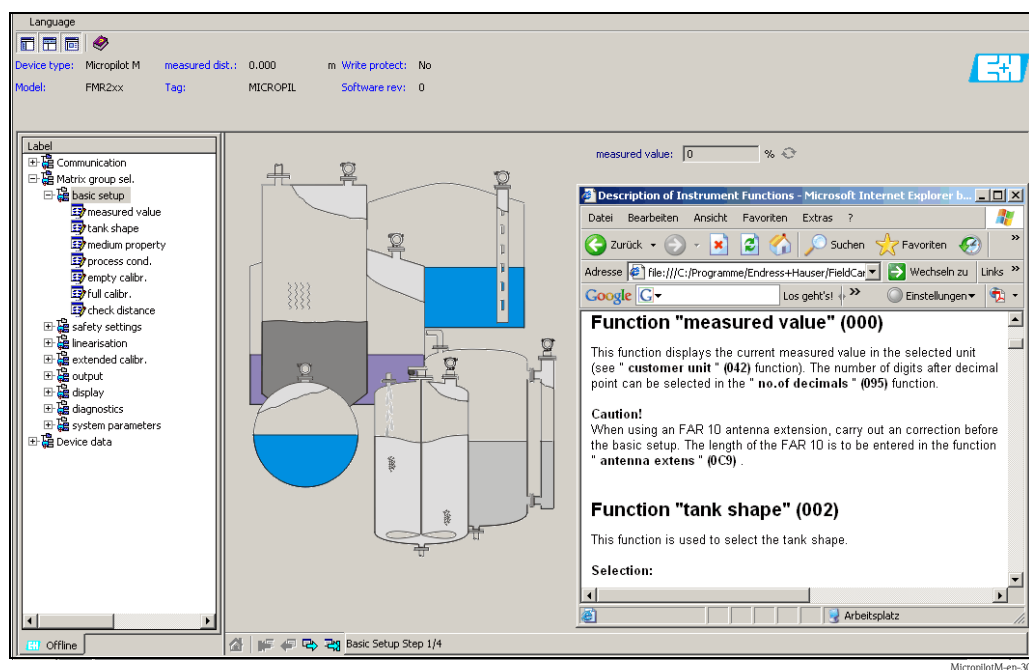 Language
Device type: Micropilot M measured dist.: 0.000 m Write protect: No
Model: FMR2xx Tag: MICROPIL Software rev: 0
E+H
Label
Communication
Matrix group sel.
basic setup
measured value
tank shape
medium property
process cond.
empty calibr.
full calibr.
check distance
safety settings
linearisation
extended calibr.
output
display
diagnostics
system parameters
Device data
Offline
measured value: 0 %
Description of Instrument Functions - Microsoft Internet Explorer b...
Datei Bearbeiten Ansicht Favoriten Extras ?
Zurück Suchen Favoriten »
Adresse file:///C:/Programme/Endress+Hauser/FieldCar Wechseln zu Links »
Google G Los geht's! » Einstellungen
Function "measured value" (000)
This function displays the current measured value in the selected unit
(see " customer unit " (042) function). The number of digits after decimal
point can be selected in the " no.of decimals " (095) function.
Caution!
When using an FAR 10 antenna extension, carry out an correction before
the basic setup. The length of the FAR 10 is to be entered in the function
" antenna extens " (0C9) .
Function "tank shape" (002)
This function is used to select the tank shape.
Selection:
Arbeitsplatz
Basic Setup Step 1/4